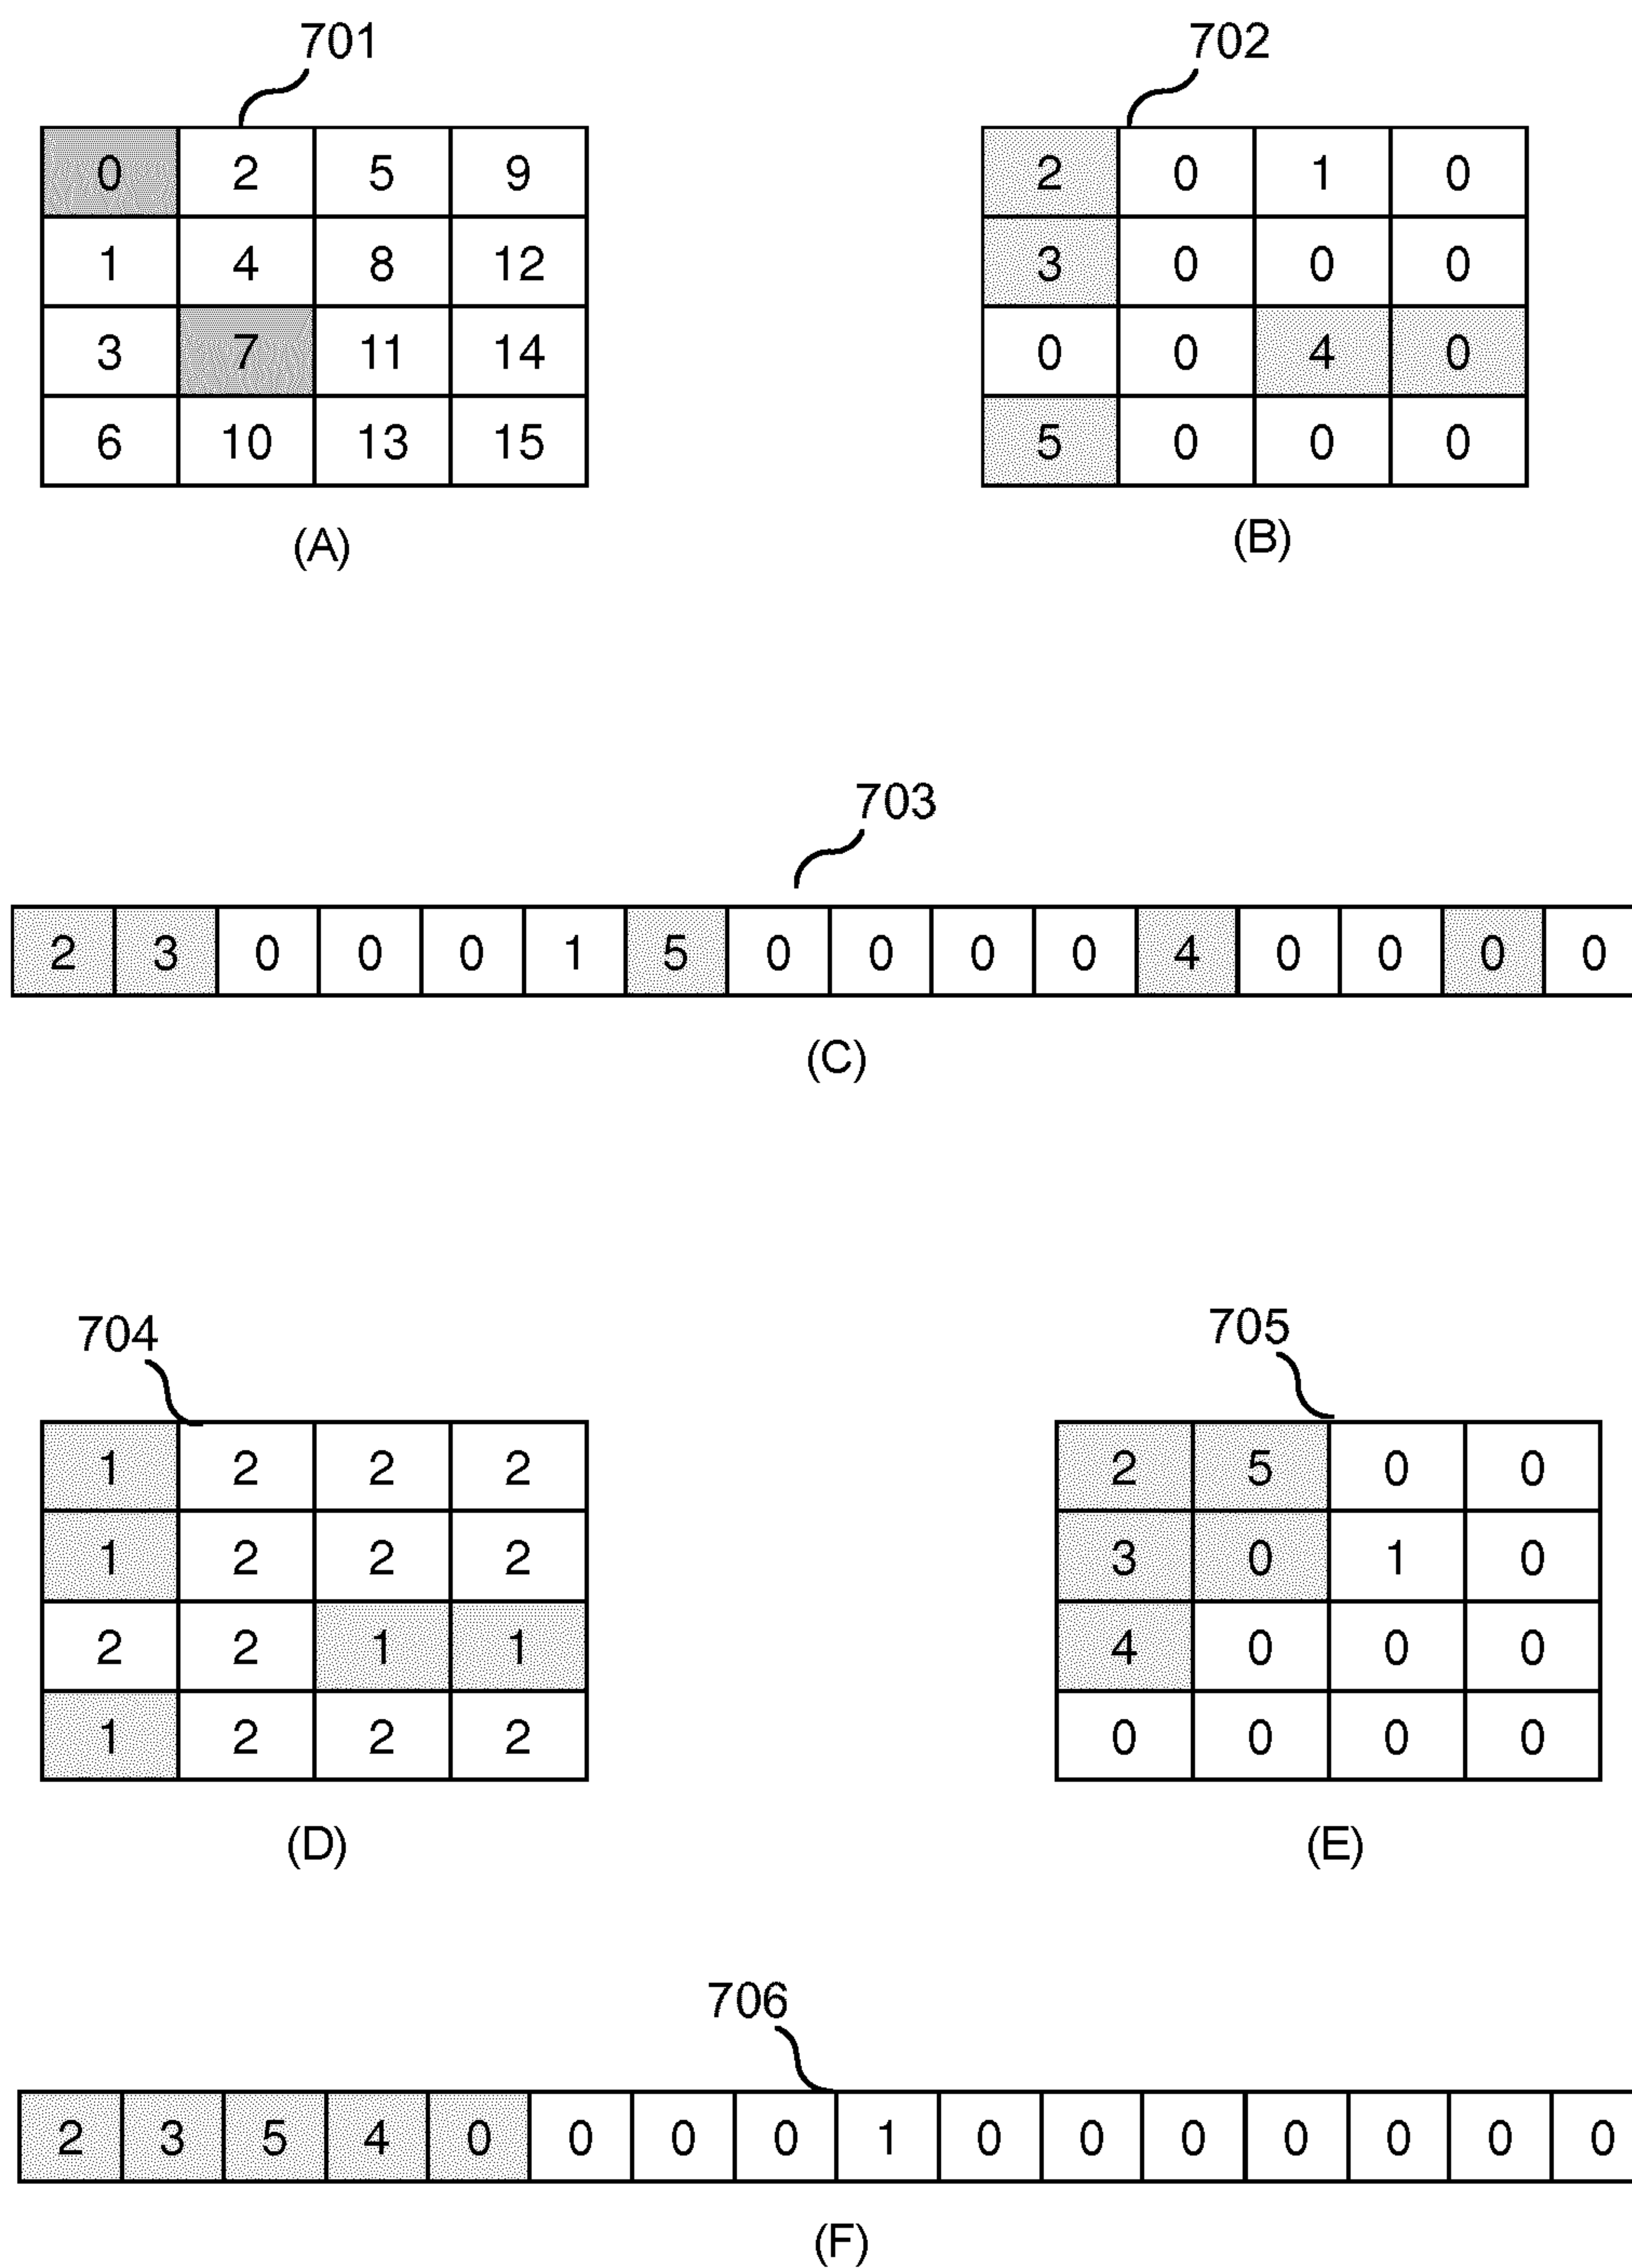 701
702
0 2 5 9
1 4 8 12
3 7 11 14
6 10 13 15
(A)
2 0 1 0
3 0 0 0
0 0 4 0
5 0 0 0
(B)
703
2 3 0 0 0 1 5 0 0 0 0 4 0 0 0 0
(C)
704
1 2 2 2
1 2 2 2
2 2 1 1
1 2 2 2
(D)
705
2 5 0 0
3 0 1 0
4 0 0 0
0 0 0 0
(E)
706
2 3 5 4 0 0 0 0 1 0 0 0 0 0 0 0
(F)